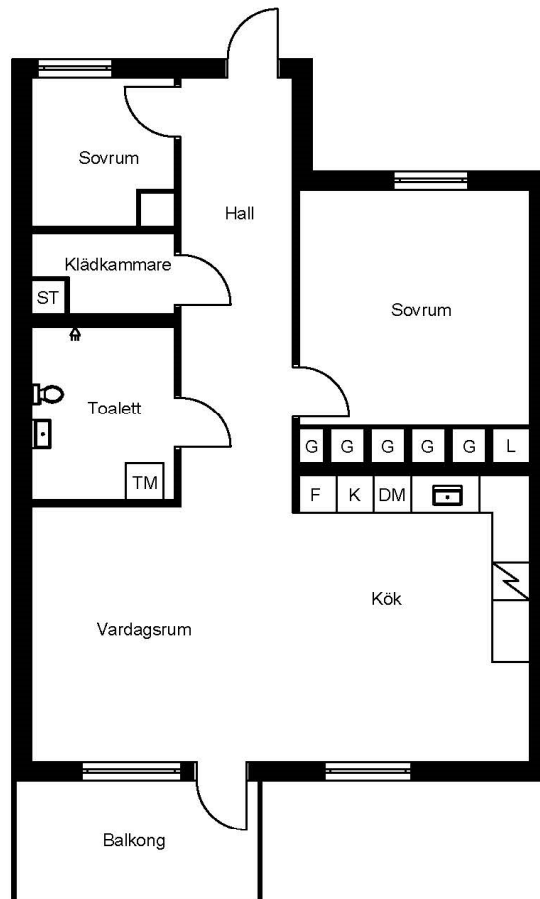 Sovrum
Hall
Klädkammare
ST
Sovrum
Toalett
G G G G G L
TM
F K DM
Kök
Vardagsrum
Balkong